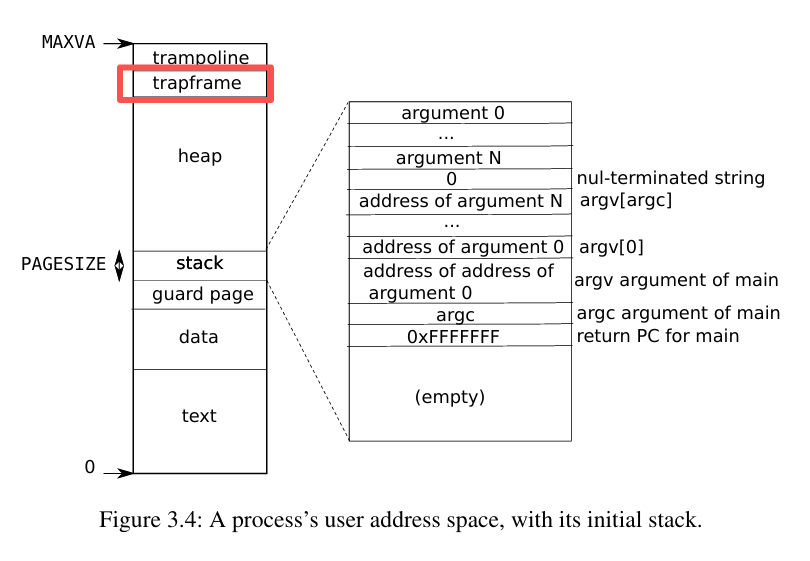 MAXVA
trampoline
trapframe
heap
PAGESIZE
stack
guard page
data
text
0
argument 0
...
argument N
0 nul-terminated string
address of argument N argv[argc]
...
address of argument 0 argv[0]
address of address of
argument 0 argv argument of main
argc argc argument of main
0xFFFFFFF return PC for main
(empty)
Figure 3.4: A process’s user address space, with its initial stack.